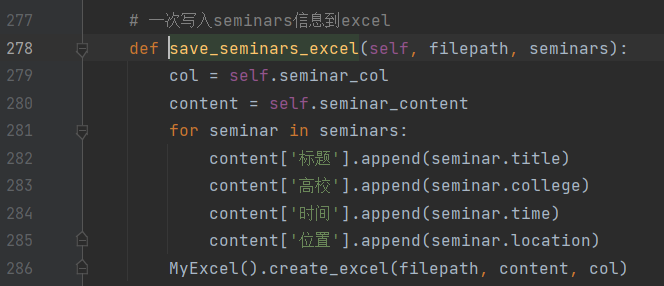 277 # 一次写入seminars信息到excel
278 def save_seminars_excel(self, filepath, seminars):
279 col = self.seminar_col
280 content = self.seminar_content
281 for seminar in seminars:
282 content['标题'].append(seminar.title)
283 content['高校'].append(seminar.college)
284 content['时间'].append(seminar.time)
285 content['位置'].append(seminar.location)
286 MyExcel().create_excel(filepath, content, col)